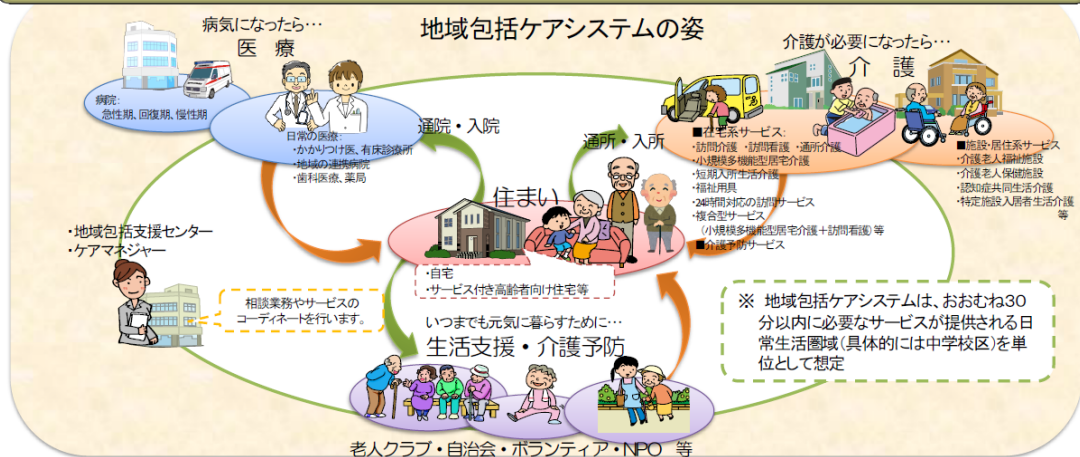 地域包括ケアシステムの姿
病気になったら…
医 療
病院:
急性期、回復期、慢性期
日常の医療:
・かかりつけ医、有床診療所
・地域の連携病院
・歯科医療、薬局
通院・入院
通所・入所
介護が必要になったら…
介 護
■在宅系サービス:
・訪問介護 ・訪問看護 ・通所介護
・小規模多機能型居宅介護
・短期入所生活介護
・福祉用具
・24時間対応の訪問サービス
・複合型サービス
(小規模多機能型居宅介護+訪問看護) 等
■介護予防サービス
■施設・居住系サービス
・介護老人福祉施設
・介護老人保健施設
・認知症共同生活介護
・特定施設入居者生活介護
等
住まい
・自宅
・サービス付き高齢者向け住宅等
・地域包括支援センター
・ケアマネジャー
相談業務やサービスの
コーディネートを行います。
いつまでも元気に暮らすために…
生活支援・介護予防
老人クラブ・自治会・ボランティア・NPO 等
※ 地域包括ケアシステムは、おおむね30
分以内に必要なサービスが提供される日
常生活圏域(具体的には中学校区)を単
位として想定